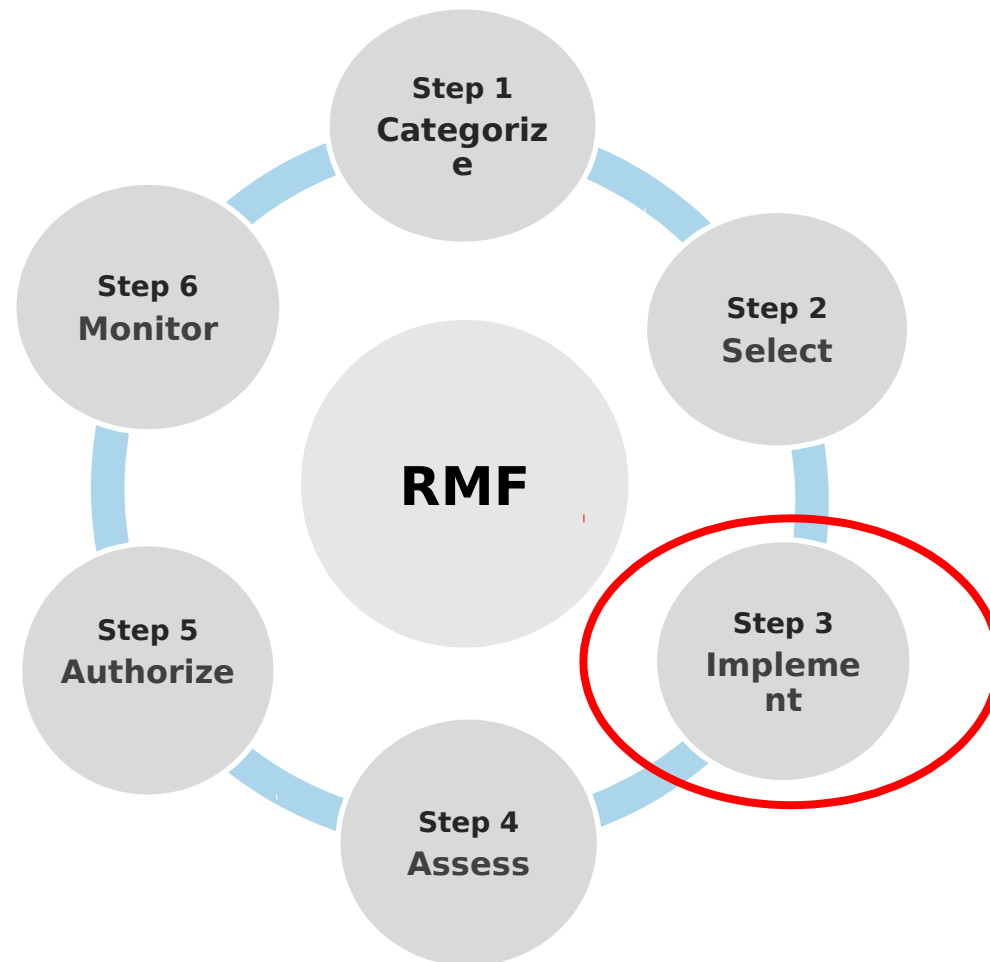 Step 1
Categoriz
e
Step 2
Select
Step 3
Impleme
nt
Step 4
Assess
Step 5
Authorize
Step 6
Monitor
RMF